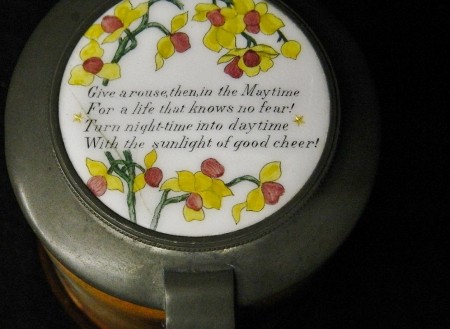 Give a rouse, then, in the Maytime
For a life that knows no fear!
Turn night-time into daytime
With the sunlight of good cheer!